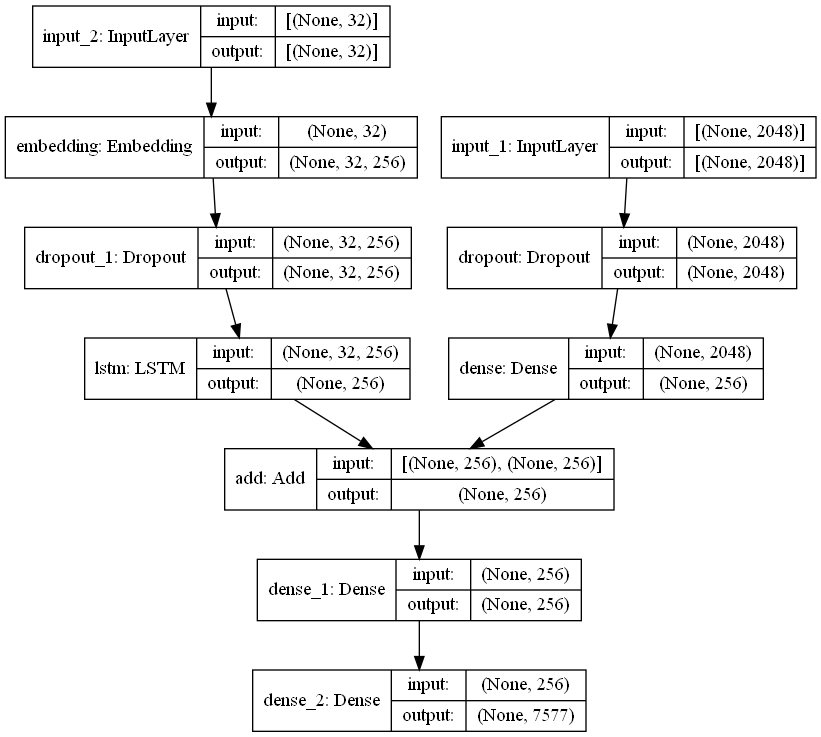 input_2: InputLayer
input: [(None, 32)]
output: [(None, 32)]
embedding: Embedding
input: (None, 32)
output: (None, 32, 256)
input_1: InputLayer
input: [(None, 2048)]
output: [(None, 2048)]
dropout_1: Dropout
input: (None, 32, 256)
output: (None, 32, 256)
dropout: Dropout
input: (None, 2048)
output: (None, 2048)
lstm: LSTM
input: (None, 32, 256)
output: (None, 256)
dense: Dense
input: (None, 2048)
output: (None, 256)
add: Add
input: [(None, 256), (None, 256)]
output: (None, 256)
dense_1: Dense
input: (None, 256)
output: (None, 256)
dense_2: Dense
input: (None, 256)
output: (None, 7577)